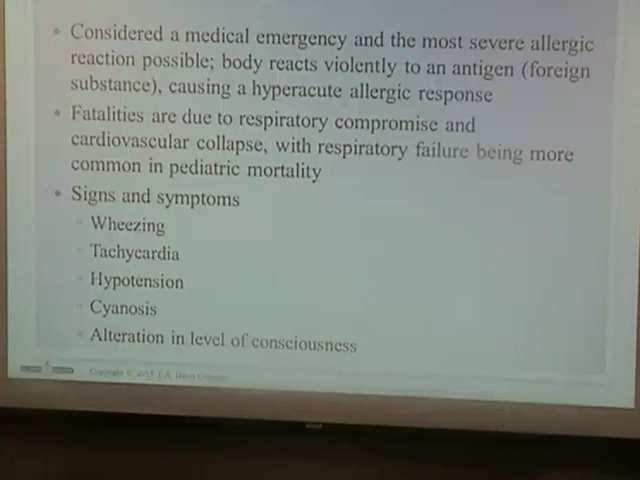 • Considered a medical emergency and the most severe allergic
reaction possible; body reacts violently to an antigen (foreign
substance), causing a hyperacute allergic response
• Fatalities are due to respiratory compromise and
cardiovascular collapse, with respiratory failure being more
common in pediatric mortality
• Signs and symptoms
Wheezing
Tachycardia
Hypotension
Cyanosis
Alteration in level of consciousness
Copyright ©